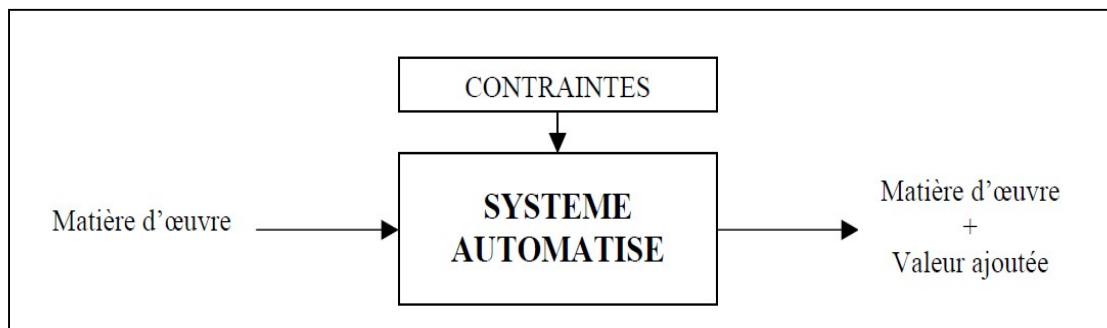 CONTRAINTES
Matière d’œuvre
SYSTEME
AUTOMATISE
Matière d’œuvre
+
Valeur ajoutée